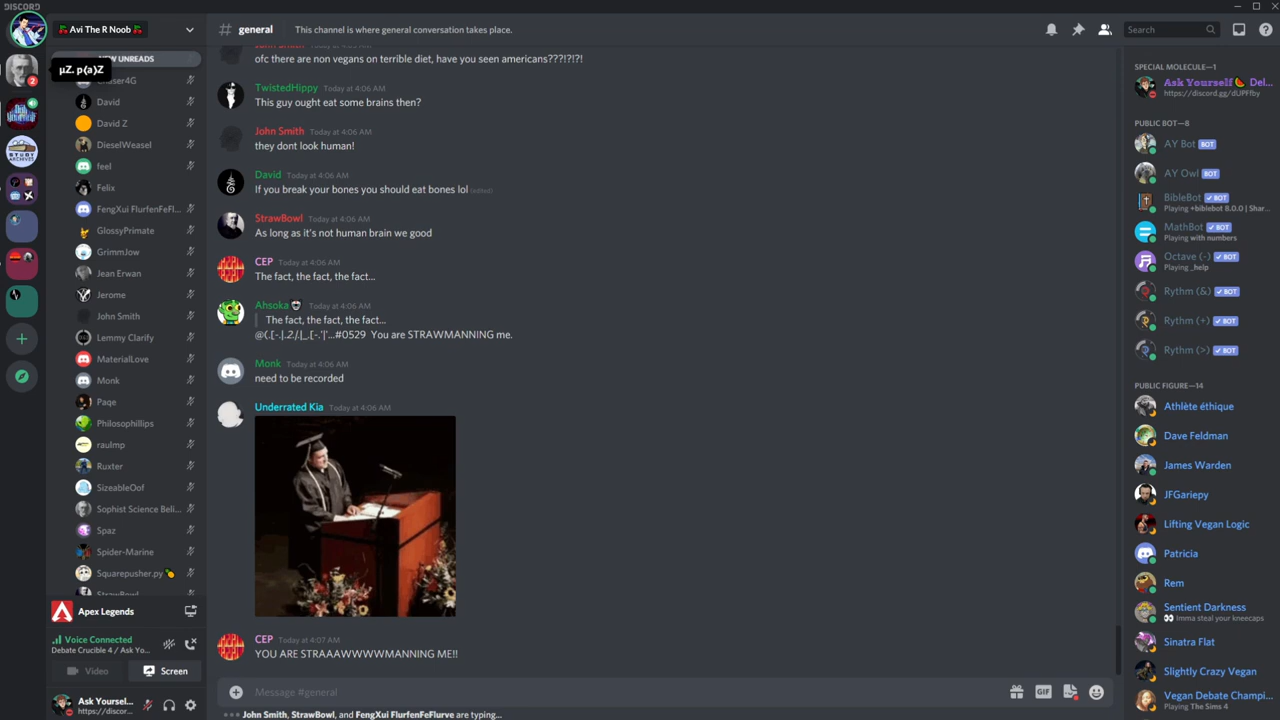 DISCORD
Avi The R Noob
# general
This channel is where general conversation takes place.
Search
NEW UNREADS
μZ. p{a}Z
2
David
David Z
DieselWeasel
feel
Felix
FengXui FlurfenFeFl...
GlossyPrimate
GrimmJow
Jean Erwan
Jerome
John Smith
Lemmy Clarify
MaterialLove
Monk
Paqe
Philosophillips
raulmp
Ruxter
SizeableOof
Sophist Science Beli...
Spaz
Spider-Marine
Squarepusher.py
StrawBowl
Apex Legends
Voice Connected
Debate Crucible 4 / Ask Yo...
Video
Screen
Ask Yoursel...
https://discor...
John Smith
ofc there are non vegans on terrible diet, have you seen americans???!?!?!
TwistedHippy Today at 4:06 AM
This guy ought eat some brains then?
John Smith Today at 4:06 AM
they dont look human!
David Today at 4:06 AM
If you break your bones you should eat bones lol (edited)
StrawBowl Today at 4:06 AM
As long as it's not human brain we good
CEP Today at 4:06 AM
The fact, the fact, the fact...
Ahsoka Today at 4:06 AM
The fact, the fact, the fact...
@(.[-.|.2./.|_.[-.'|'...#0529 You are STRAWMANNING me.
Monk Today at 4:06 AM
need to be recorded
Underrated Kia Today at 4:06 AM
CEP Today at 4:07 AM
YOU ARE STRAAAWWWWMANNING ME!!
Message #general
GIF
John Smith, StrawBowl, and FengXui FlurfenFeFlurve are typing...
SPECIAL MOLECULE—1
Ask Yourself Del...
https://discord.gg/dUPFfby
PUBLIC BOT—8
AY Bot BOT
AY Owl BOT
BibleBot ✓ BOT
Playing +biblebot 8.0.0 | Shar...
MathBot ✓ BOT
Playing with numbers
Octave (-) ✓ BOT
Playing _help
Rythm (&) ✓ BOT
Rythm (+) ✓ BOT
Rythm (>) ✓ BOT
PUBLIC FIGURE—14
Athlète éthique
Dave Feldman
James Warden
JFGariepy
Lifting Vegan Logic
Patricia
Rem
Sentient Darkness
Imma steal your kneecaps
Sinatra Flat
Slightly Crazy Vegan
Vegan Debate Champi...
Playing The Sims 4